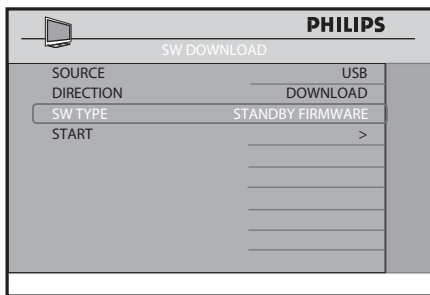 PHILIPS
SW DOWNLOAD
SOURCE USB
DIRECTION DOWNLOAD
SW TYPE STANDBY FIRMWARE
START >